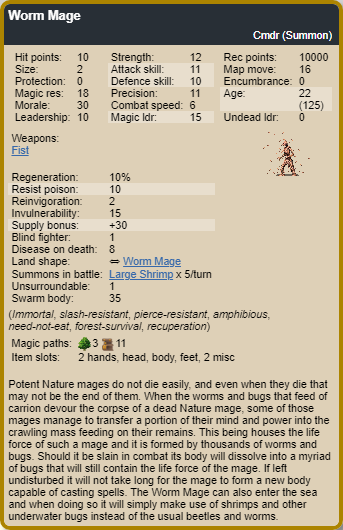 Worm Mage
Cmdr (Summon)
Hit points: 10 Strength: 12 Rec points: 10000
Size: 2 Attack skill: 11 Map move: 16
Protection: 0 Defence skill: 10 Encumbrance: 0
Magic res: 18 Precision: 11 Age: 22
Morale: 30 Combat speed: 6 (125)
Leadership: 10 Magic ldr: 15 Undead ldr: 0
Weapons:
Fist
Regeneration: 10%
Resist poison: 10
Reinvigoration: 2
Invulnerability: 15
Supply bonus: +30
Blind fighter: 1
Disease on death: 8
Land shape: ⇔ Worm Mage
Summons in battle: Large Shrimp x 5/turn
Unsurroundable: 1
Swarm body: 35
(Immortal, slash-resistant, pierce-resistant, amphibious,
need-not-eat, forest-survival, recuperation)
Magic paths: 3 11
Item slots: 2 hands, head, body, feet, 2 misc
Potent Nature mages do not die easily, and even when they die that
may not be the end of them. When the worms and bugs that feed of
carrion devour the corpse of a dead Nature mage, some of those
mages manage to transfer a portion of their mind and power into the
crawling mass feeding on their remains. This being houses the life
force of such a mage and it is formed by thousands of worms and
bugs. Should it be slain in combat its body will dissolve into a myriad
of bugs that will still contain the life force of the mage. If left
undisturbed it will not take long for the mage to form a new body
capable of casting spells. The Worm Mage can also enter the sea
and when doing so it will simply make use of shrimps and other
underwater bugs instead of the usual beetles and worms.